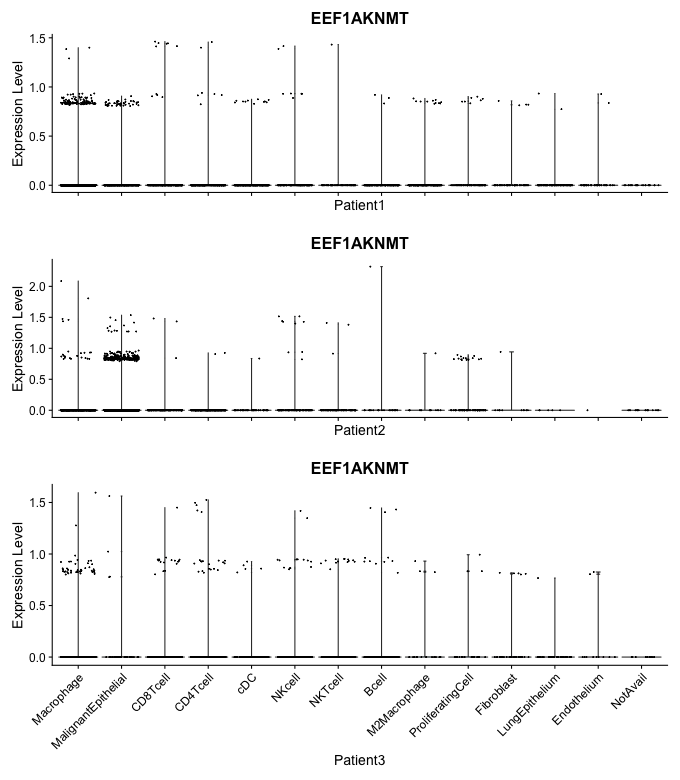 EEF1AKNMT
Expression Level
1.5
1.0
0.5
0.0
Patient1
EEF1AKNMT
Expression Level
2.0
1.5
1.0
0.5
0.0
Patient2
EEF1AKNMT
Expression Level
1.5
1.0
0.5
0.0
Macrophage
MalignantEpithelial
CD8Tcell
CD4Tcell
cDC
NKcell
NKTcell
Bcell
M2Macrophage
ProliferatingCell
Fibroblast
LungEpithelium
Endothelium
NotAvail
Patient3